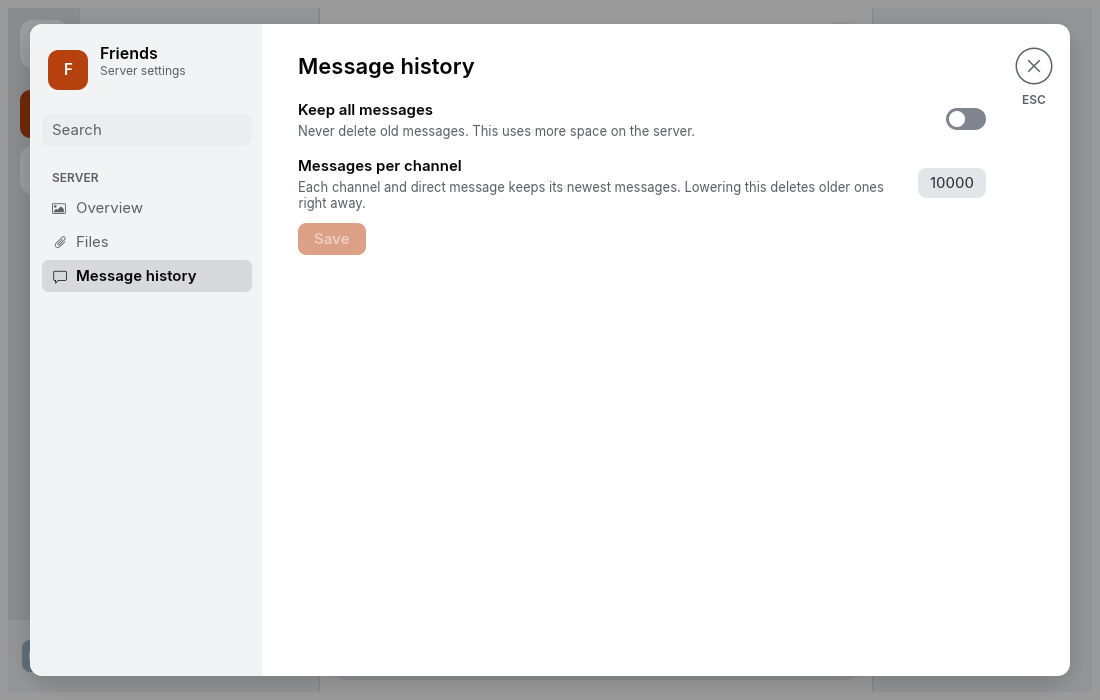 F
Friends
Server settings
Search
SERVER
Overview
Files
Message history
Message history
Keep all messages
Never delete old messages. This uses more space on the server.
Messages per channel
Each channel and direct message keeps its newest messages. Lowering this deletes older ones
right away.
10000
Save
ESC